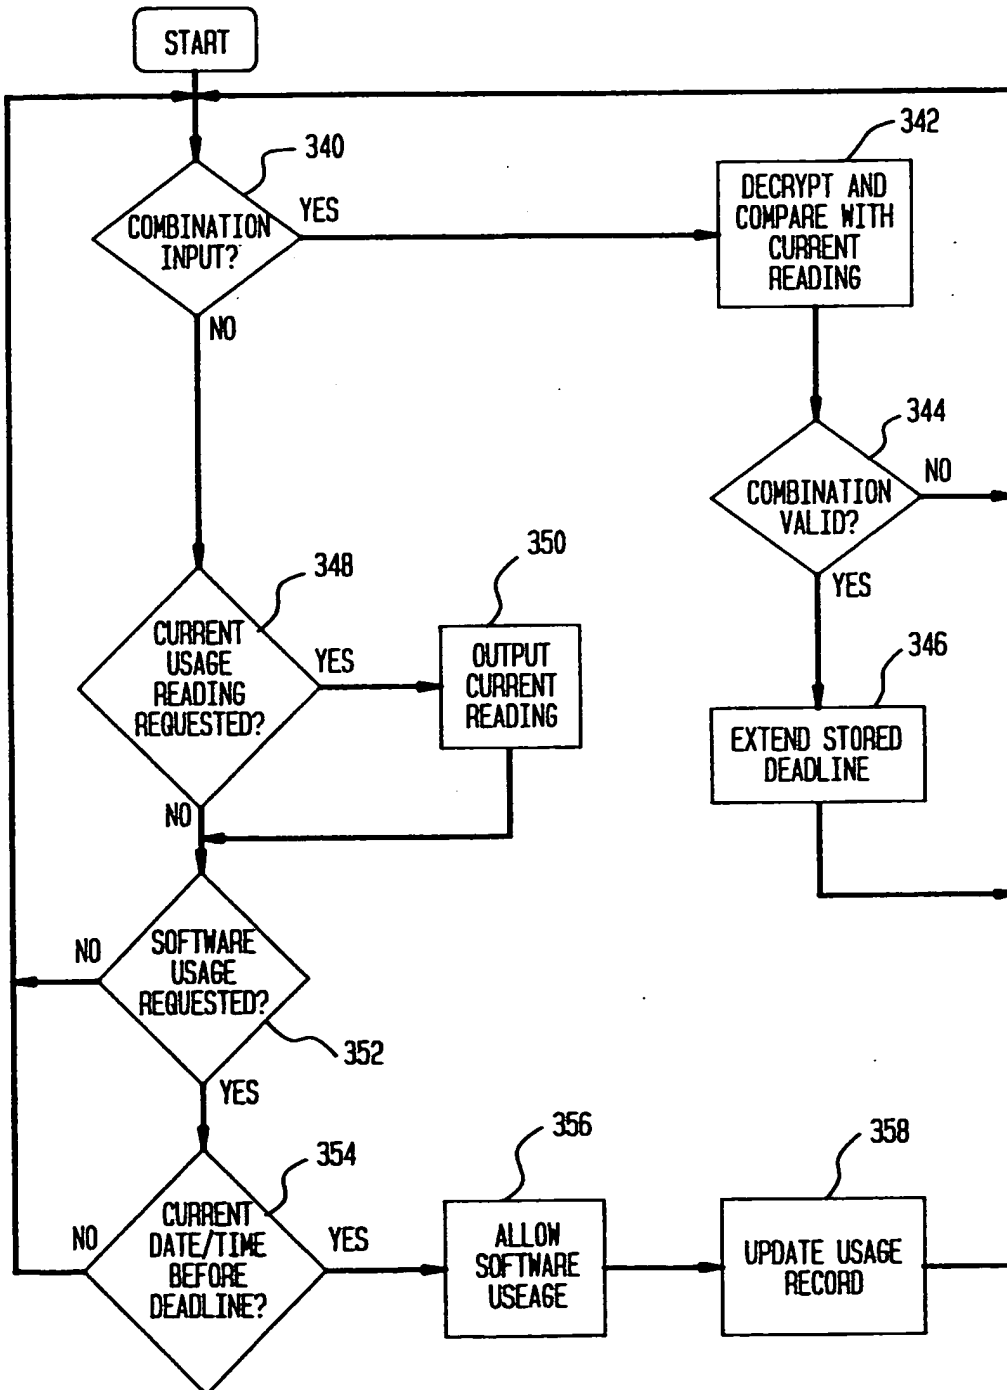 START
340
COMBINATION
INPUT?
YES
NO
342
DECRYPT AND
COMPARE WITH
CURRENT
READING
344
COMBINATION
VALID?
NO
YES
346
EXTEND STORED
DEADLINE
348
CURRENT
USAGE
READING
REQUESTED?
YES
NO
350
OUTPUT
CURRENT
READING
SOFTWARE
USAGE
REQUESTED?
NO
352
YES
354
CURRENT
DATE/TIME
BEFORE
DEADLINE?
NO
YES
356
ALLOW
SOFTWARE
USEAGE
358
UPDATE USAGE
RECORD